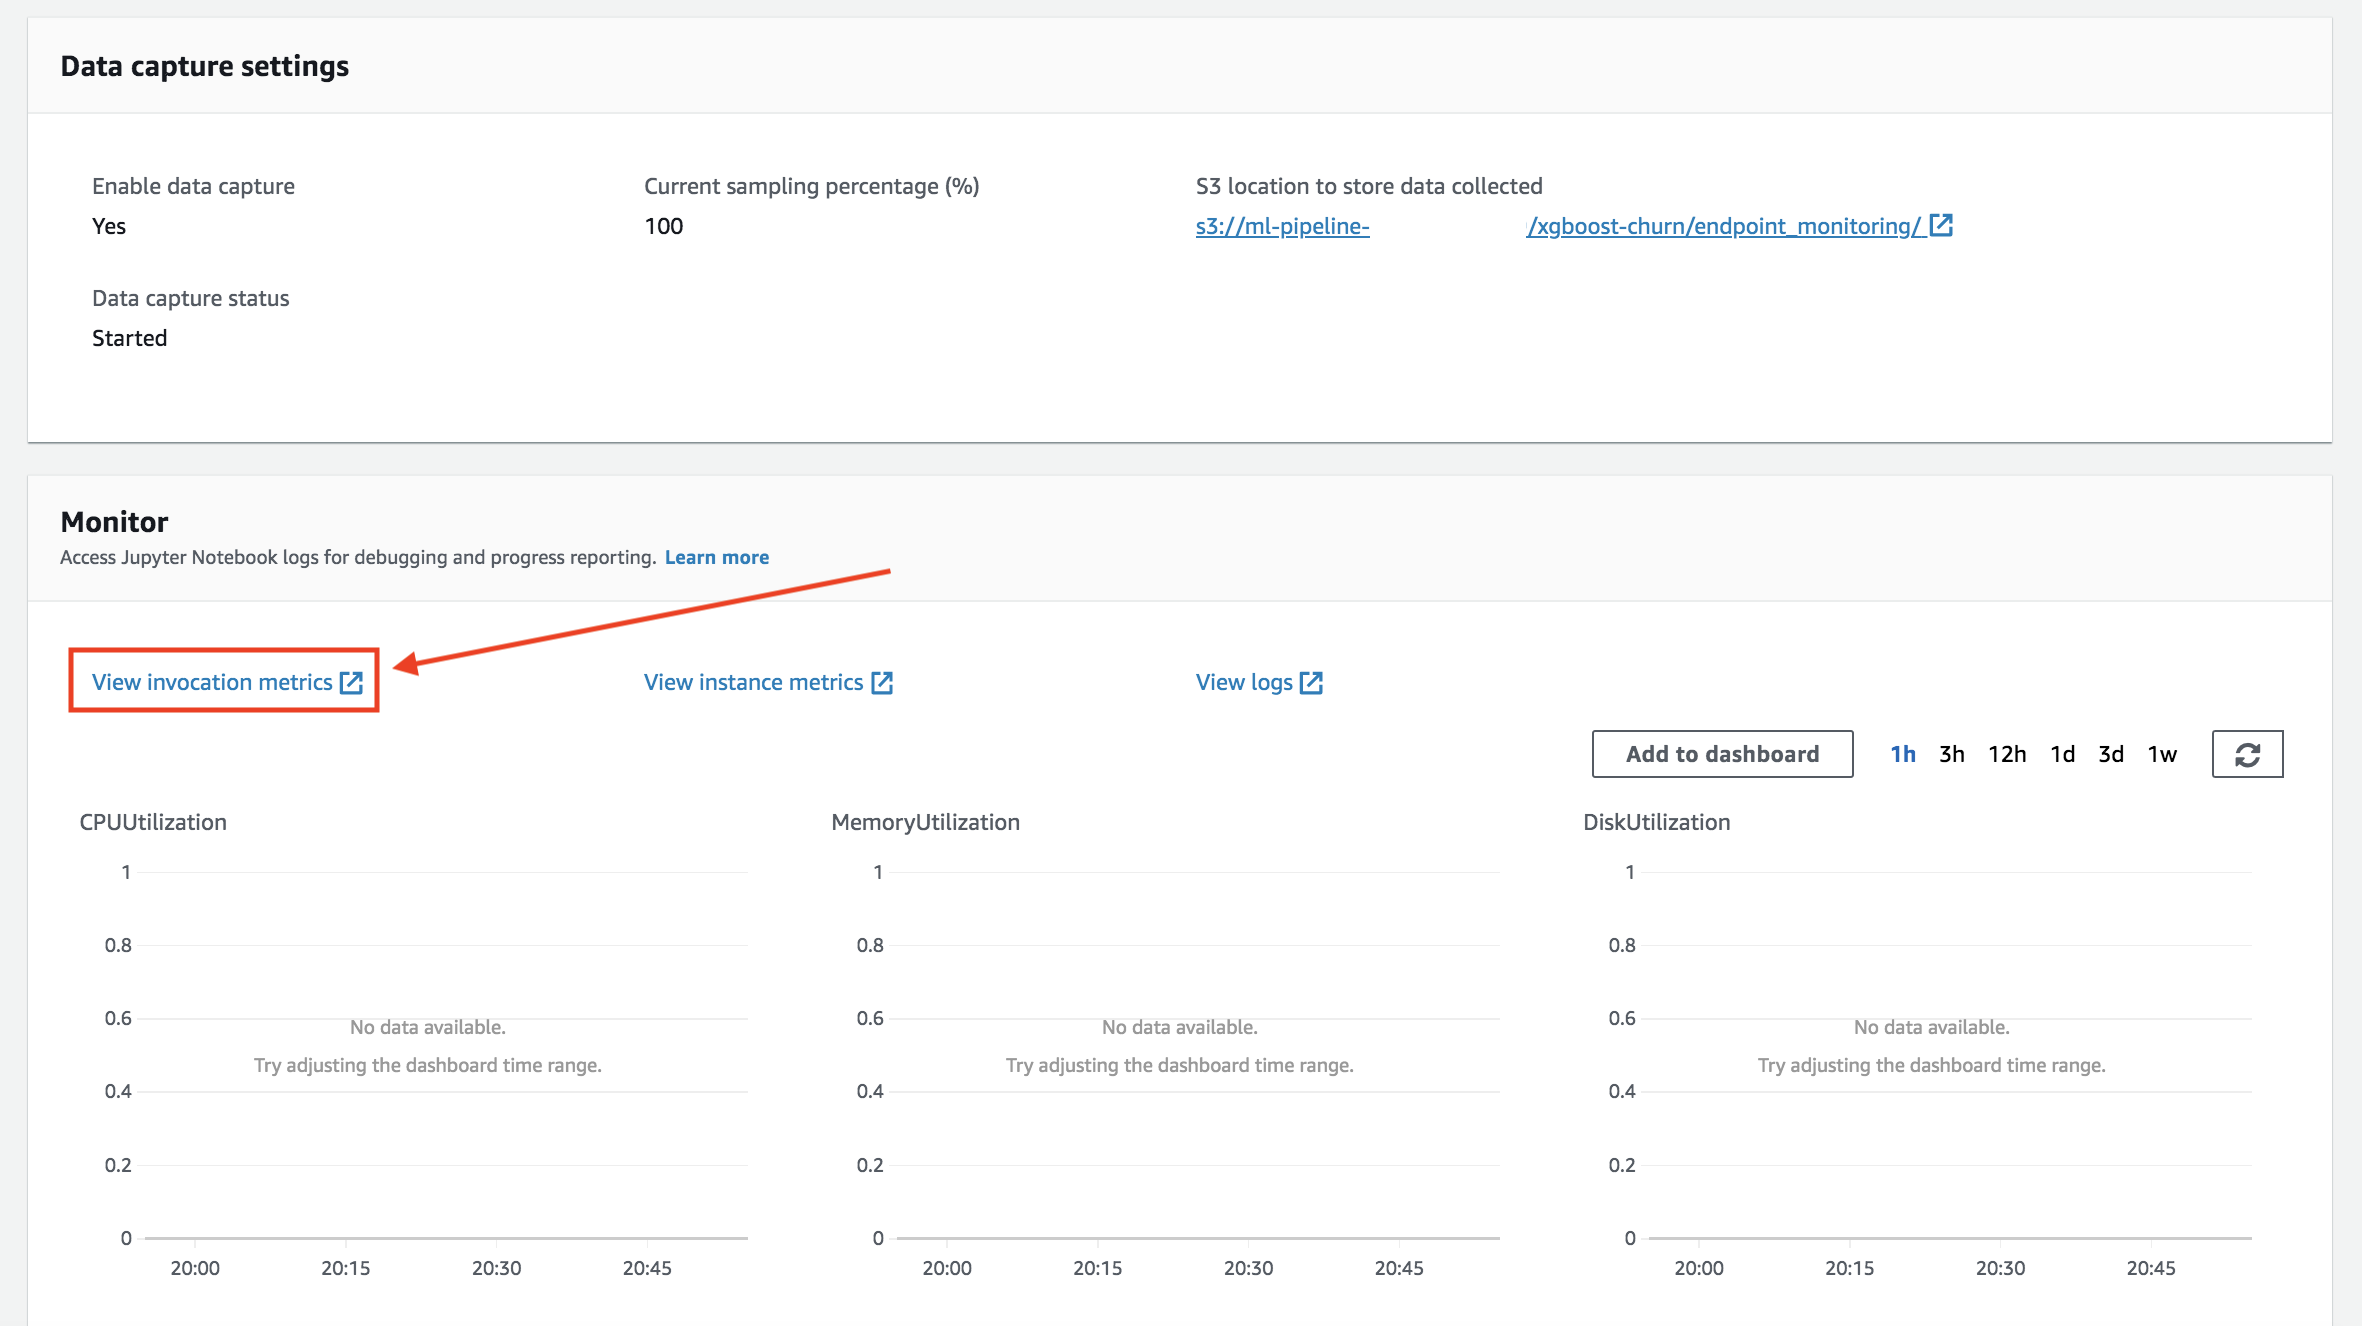 Data capture settings
Enable data capture
Yes
Current sampling percentage (%)
100
S3 location to store data collected
s3://ml-pipeline- /xgboost-churn/endpoint_monitoring/
Data capture status
Started
Monitor
Access Jupyter Notebook logs for debugging and progress reporting. Learn more
View invocation metrics
View instance metrics
View logs
Add to dashboard 1h 3h 12h 1d 3d 1w
CPUUtilization
1
0.8
0.6
No data available.
Try adjusting the dashboard time range.
0.4
0.2
0
20:00 20:15 20:30 20:45
MemoryUtilization
1
0.8
0.6
No data available.
Try adjusting the dashboard time range.
0.4
0.2
0
20:00 20:15 20:30 20:45
DiskUtilization
1
0.8
0.6
No data available.
Try adjusting the dashboard time range.
0.4
0.2
0
20:00 20:15 20:30 20:45